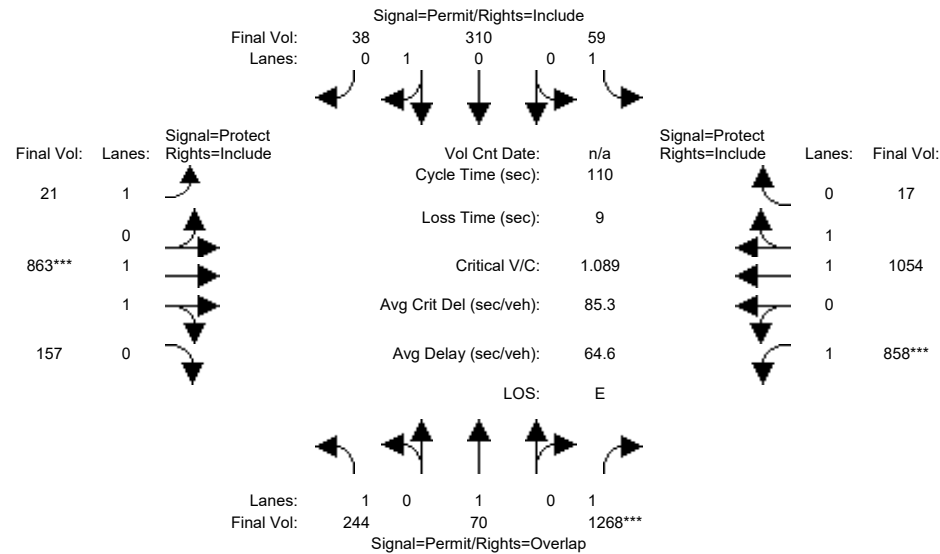 Signal=Permit/Rights=Include
Final Vol: 38 310 59
Lanes: 0 1 0 0 1
Signal=Protect Signal=Protect
Final Vol: Lanes: Rights=Include Vol Cnt Date: n/a Rights=Include Lanes: Final Vol:
Cycle Time (sec): 110
21 1 0 17
Loss Time (sec): 9
0 1
863*** 1 Critical V/C: 1.089 1 1054
1 Avg Crit Del (sec/veh): 85.3 0
157 0 Avg Delay (sec/veh): 64.6 1 858***
LOS: E
Lanes: 1 0 1 0 1
Final Vol: 244 70 1268***
Signal=Permit/Rights=Overlap